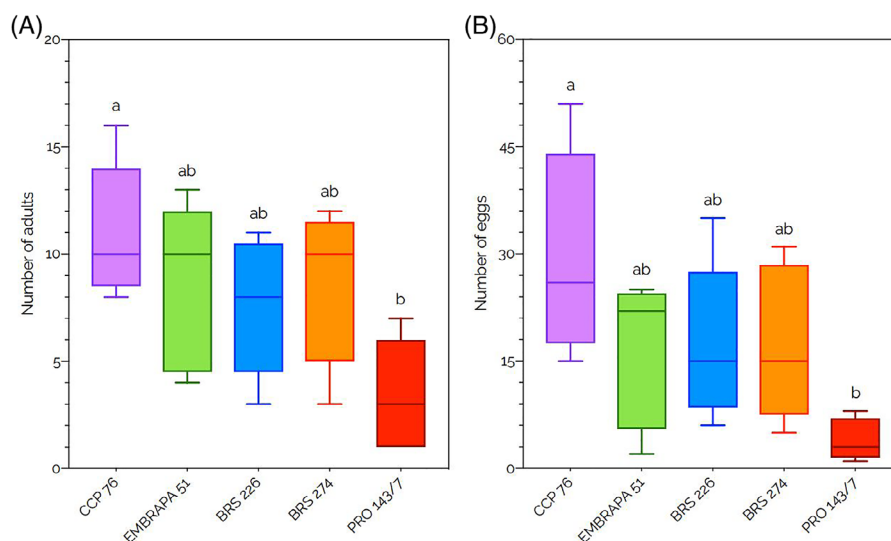 (A)
Number of adults
20
15
10
5
0
a
ab
ab
ab
b
CCP 76
EMBRAPA 51
BRS 226
BRS 274
PRO 143/7
(B)
Number of eggs
60
45
30
15
0
a
ab
ab
ab
b
CCP 76
EMBRAPA 51
BRS 226
BRS 274
PRO 143/7